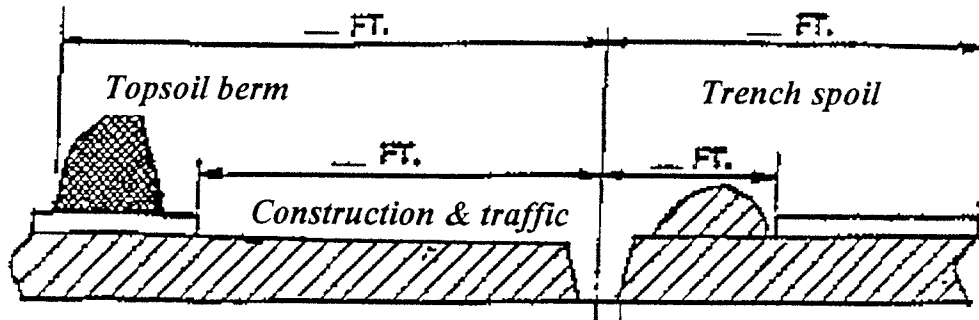 __ FT. __ FT.
Topsoil berm Trench spoil
__ FT. __ FT.
Construction & traffic